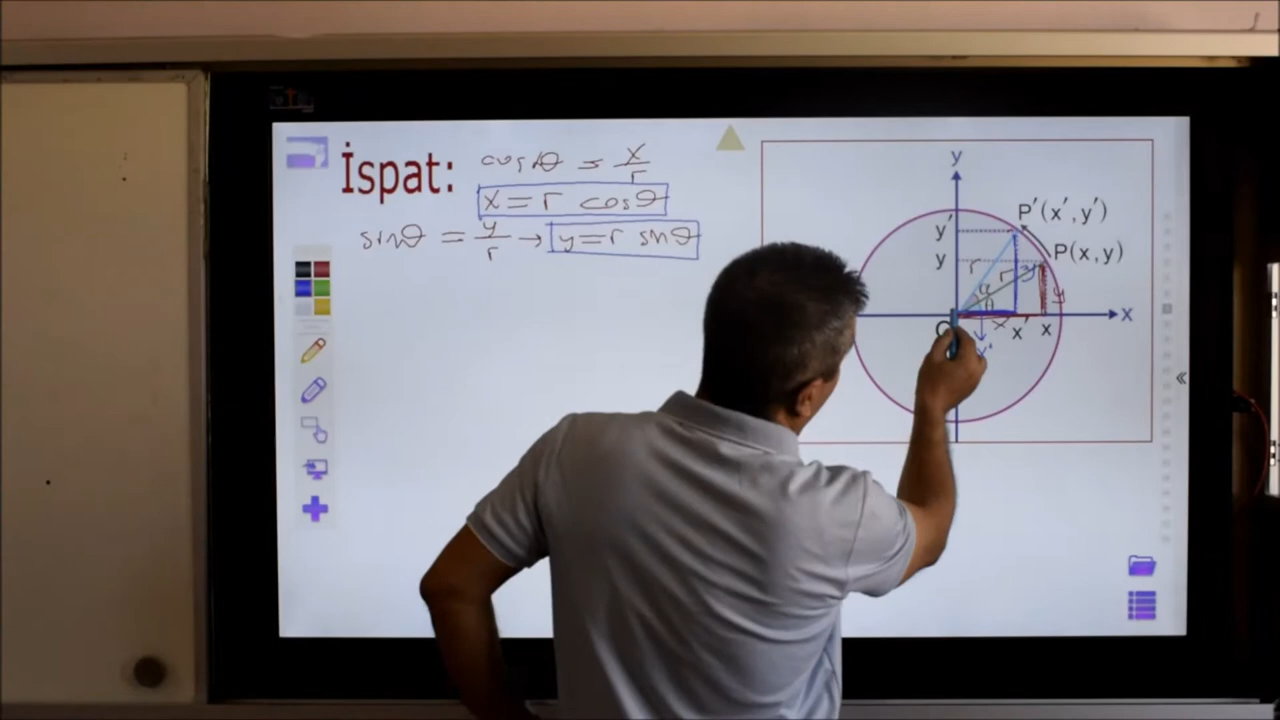 İspat: cosθ = x/r
x = r cosθ
sinθ = y/r → y = r sinθ
y
P′(x′,y′)
y′
P(x,y)
y
r
r
y
α
θ
y
x
x
x′
x
x′